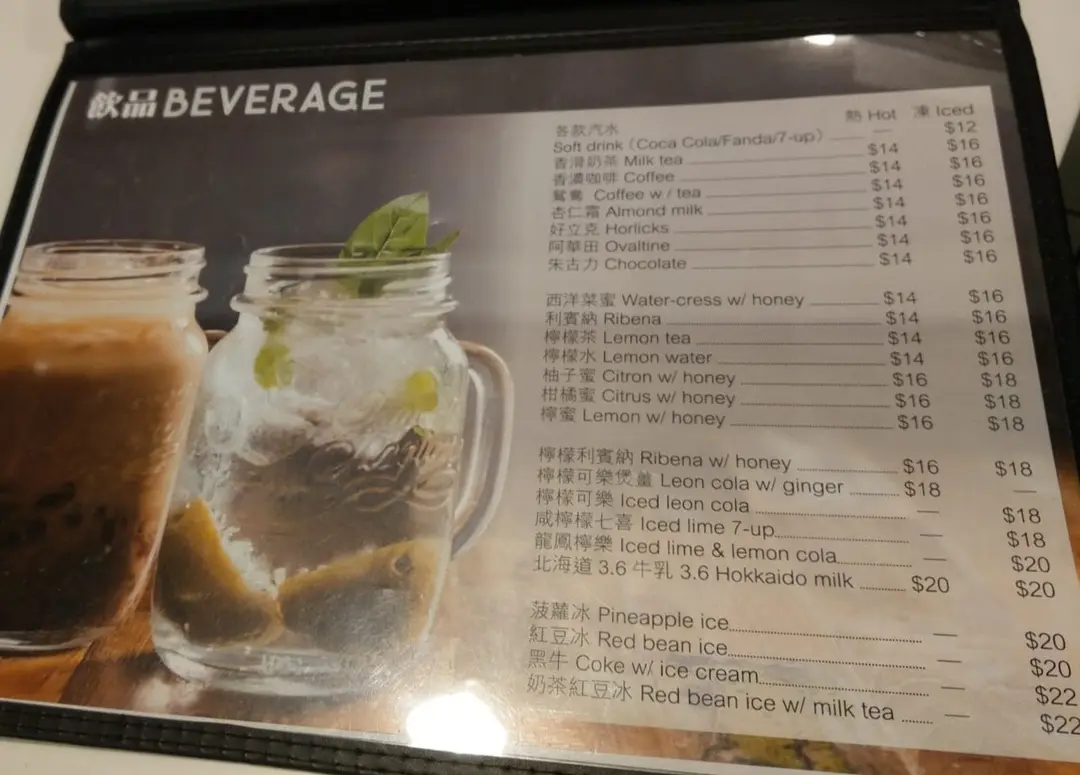 飲品 BEVERAGE
熱 Hot 凍 Iced
各款汽水
Soft drink (Coca Cola/Fanda/7-up) — $12
香滑奶茶 Milk tea $14 $16
香濃咖啡 Coffee $14 $16
鴛鴦 Coffee w / tea $14 $16
杏仁霜 Almond milk $14 $16
好立克 Horlicks $14 $16
阿華田 Ovaltine $14 $16
朱古力 Chocolate $14 $16
西洋菜蜜 Water-cress w/ honey $14 $16
利賓納 Ribena $14 $16
檸檬茶 Lemon tea $14 $16
檸檬水 Lemon water $14 $16
柚子蜜 Citron w/ honey $16 $18
柑橘蜜 Citrus w/ honey $16 $18
檸蜜 Lemon w/ honey $16 $18
檸檬利賓納 Ribena w/ honey $16 $18
檸檬可樂煲薑 Leon cola w/ ginger $18 —
檸檬可樂 Iced leon cola — $18
咸檸檬七喜 Iced lime 7-up — $18
龍鳳檸樂 Iced lime & lemon cola — $20
北海道 3.6 牛乳 3.6 Hokkaido milk $20 $20
菠蘿冰 Pineapple ice — $20
紅豆冰 Red bean ice — $20
黑牛 Coke w/ ice cream — $22
奶茶紅豆冰 Red bean ice w/ milk tea — $22